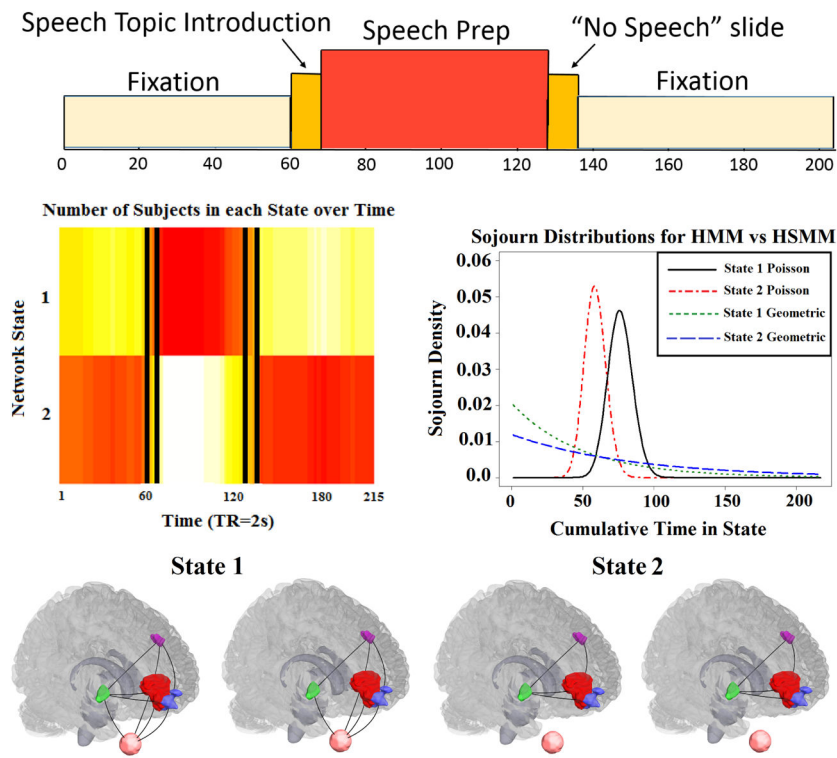 Speech Topic Introduction
Speech Prep
“No Speech” slide
Fixation
Fixation
0 20 40 60 80 100 120 140 160 180 200
Number of Subjects in each State over Time
Network State
1
2
1 60 120 180 215
Time (TR=2s)
Sojourn Distributions for HMM vs HSMM
Sojourn Density
0.06
0.05
0.04
0.03
0.02
0.01
0.0
State 1 Poisson
State 2 Poisson
State 1 Geometric
State 2 Geometric
0 50 100 150 200
Cumulative Time in State
State 1
State 2